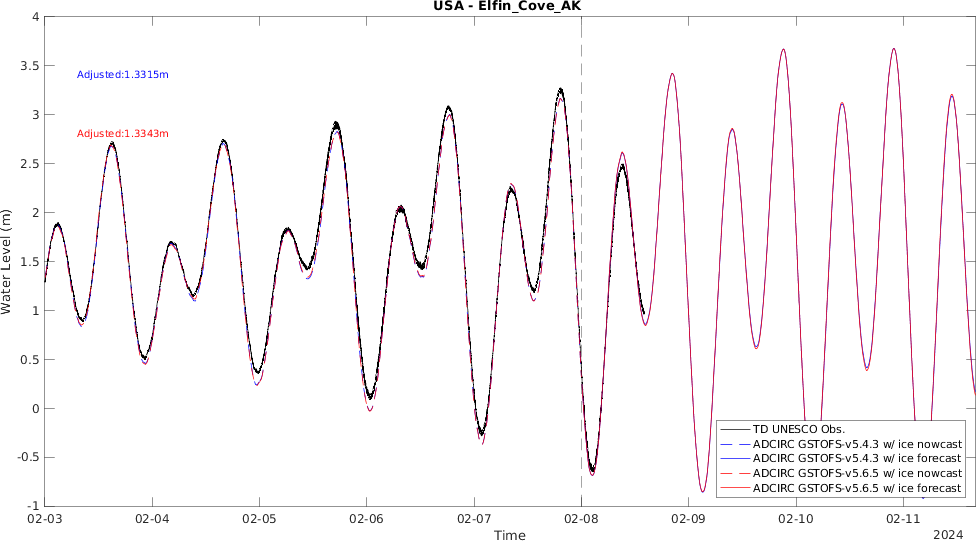 USA - Elfin_Cove_AK
4
3.5
3
2.5
2
1.5
1
0.5
0
-0.5
-1
Water Level (m)
Adjusted:1.3315m
Adjusted:1.3343m
TD UNESCO Obs.
ADCIRC GSTOFS-v5.4.3 w/ ice nowcast
ADCIRC GSTOFS-v5.4.3 w/ ice forecast
ADCIRC GSTOFS-v5.6.5 w/ ice nowcast
ADCIRC GSTOFS-v5.6.5 w/ ice forecast
02-03 02-04 02-05 02-06 02-07 02-08 02-09 02-10 02-11
Time
2024